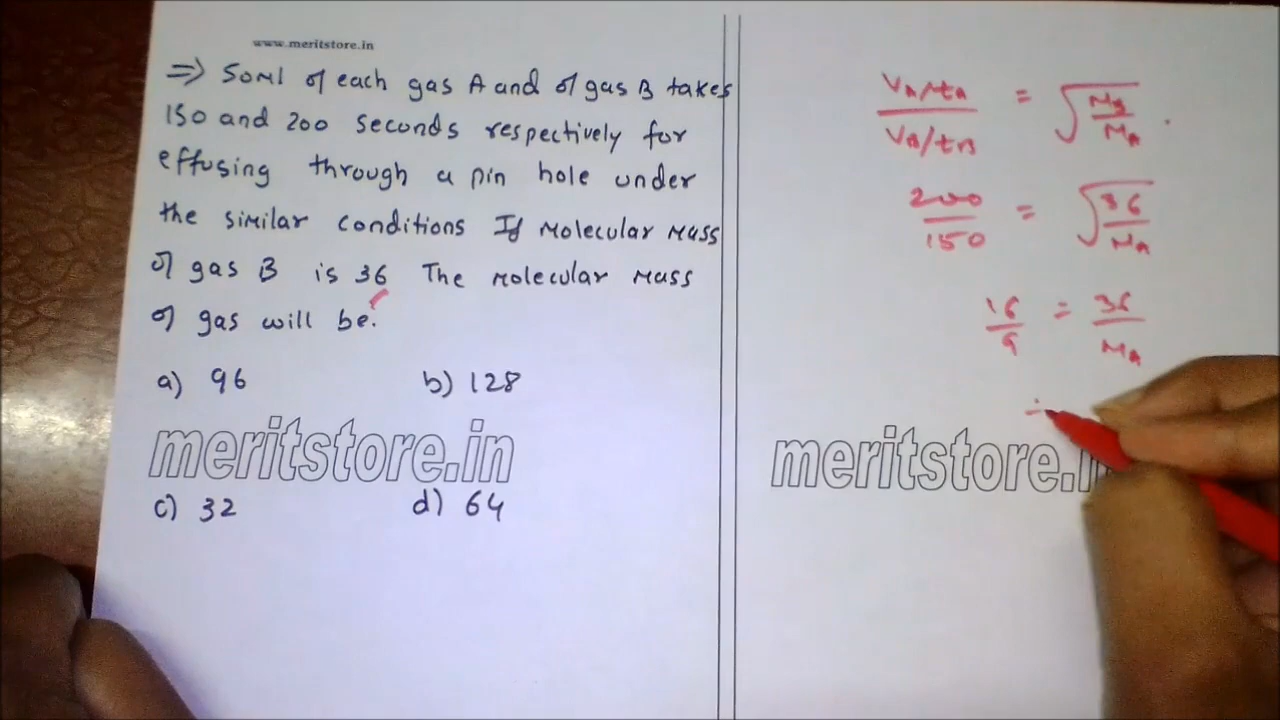 www.meritstore.in
⇒ 50ml of each gas A and of gas B takes
150 and 200 seconds respectively for
effusing through a pin hole under
the similar conditions If molecular mass
of gas B is 36 The molecular mass
of gas will be.
a) 96 b) 128
meritstore.in
c) 32 d) 64
VA/tA / VB/tB = √MB/MA .
200/150 = √36/MA
16/9 = 36/MA
meritstore.in